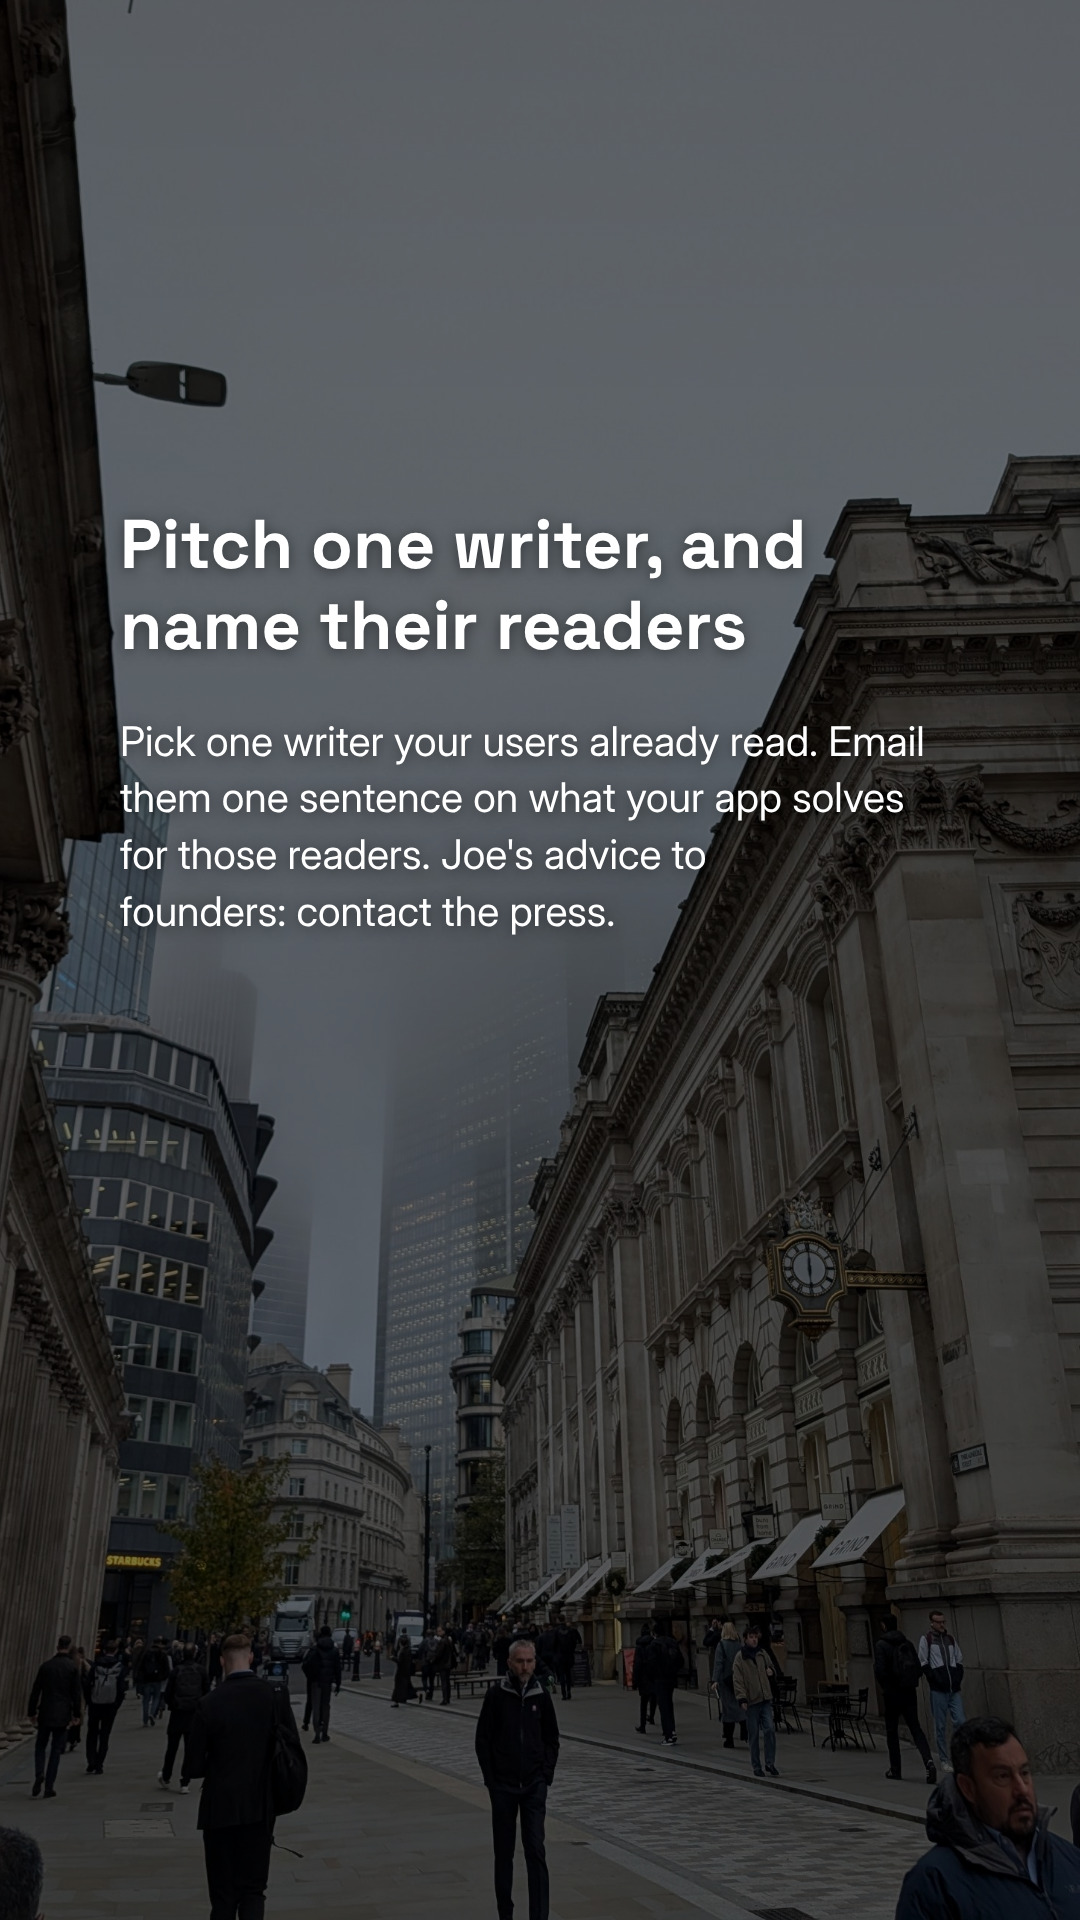 Pitch one writer, and
name their readers
Pick one writer your users already read. Email
them one sentence on what your app solves
for those readers. Joe's advice to
founders: contact the press.
GRIND
GRIND
GRIND
STARBUCKS